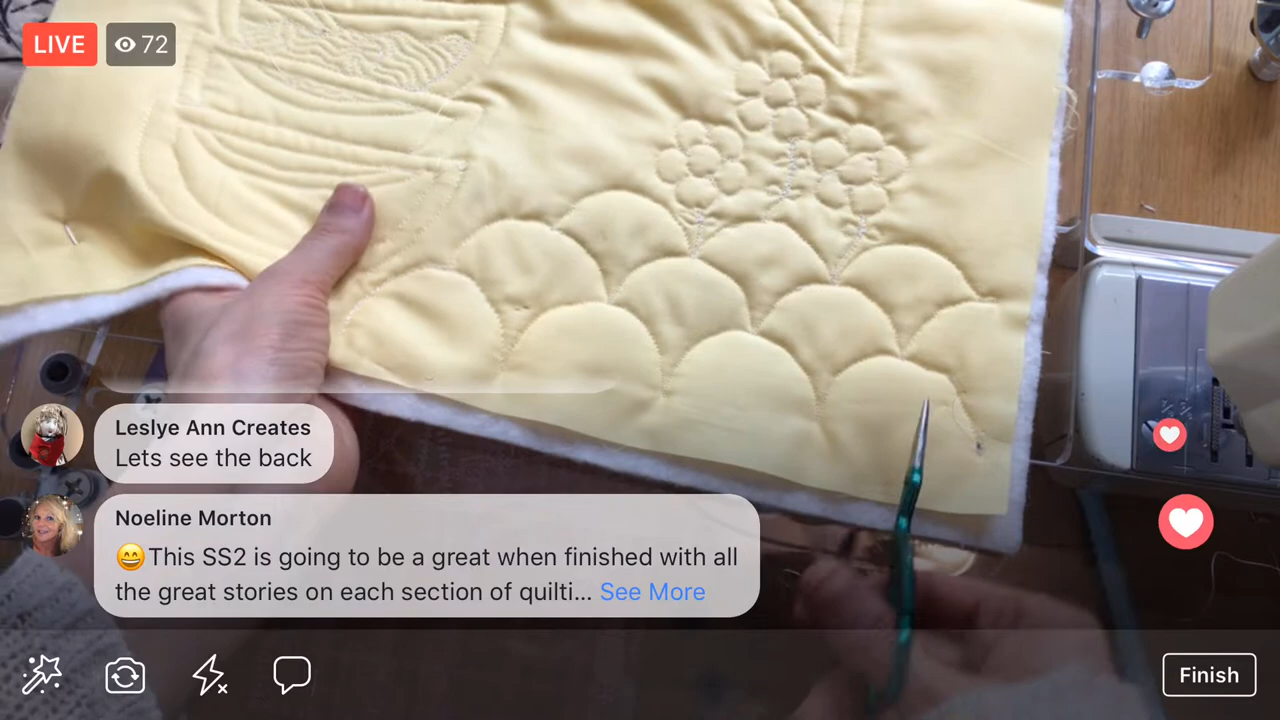 LIVE 72
Leslye Ann Creates
Lets see the back
Noeline Morton
😄This SS2 is going to be a great when finished with all
the great stories on each section of quilti... See More
Finish